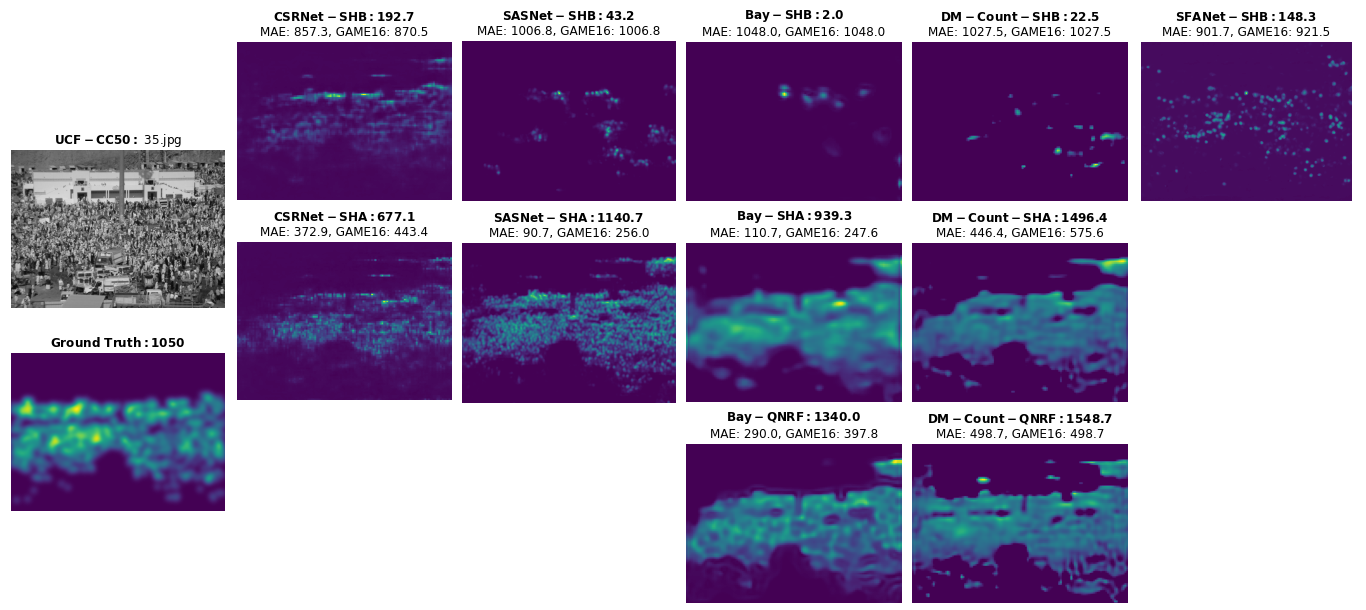 CSRNet − SHB : 192.7
MAE: 857.3, GAME16: 870.5
SASNet − SHB : 43.2
MAE: 1006.8, GAME16: 1006.8
Bay − SHB : 2.0
MAE: 1048.0, GAME16: 1048.0
DM − Count − SHB : 22.5
MAE: 1027.5, GAME16: 1027.5
SFANet − SHB : 148.3
MAE: 901.7, GAME16: 921.5
UCF − CC50 : 35.jpg
CSRNet − SHA : 677.1
MAE: 372.9, GAME16: 443.4
SASNet − SHA : 1140.7
MAE: 90.7, GAME16: 256.0
Bay − SHA : 939.3
MAE: 110.7, GAME16: 247.6
DM − Count − SHA : 1496.4
MAE: 446.4, GAME16: 575.6
Ground Truth : 1050
Bay − QNRF : 1340.0
MAE: 290.0, GAME16: 397.8
DM − Count − QNRF : 1548.7
MAE: 498.7, GAME16: 498.7